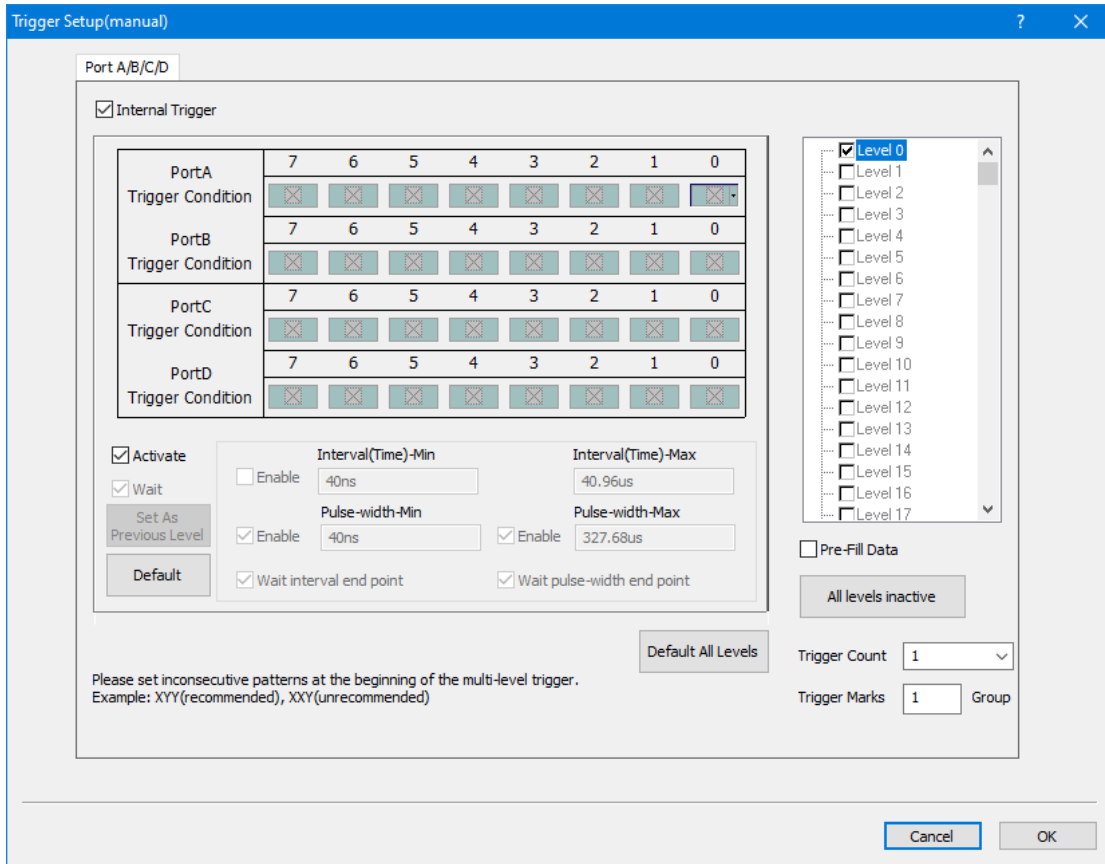 Trigger Setup(manual)
?
Port A/B/C/D
Internal Trigger
PortA
Trigger Condition
7 6 5 4 3 2 1 0
PortB
Trigger Condition
7 6 5 4 3 2 1 0
PortC
Trigger Condition
7 6 5 4 3 2 1 0
PortD
Trigger Condition
7 6 5 4 3 2 1 0
Activate
Wait
Set As
Previous Level
Default
Interval(Time)-Min
Interval(Time)-Max
Enable
40ns
40.96us
Pulse-width-Min
Pulse-width-Max
Enable
40ns
Enable
327.68us
Wait interval end point
Wait pulse-width end point
Default All Levels
Please set inconsecutive patterns at the beginning of the multi-level trigger.
Example: XYY(recommended), XXY(unrecommended)
Level 0
Level 1
Level 2
Level 3
Level 4
Level 5
Level 6
Level 7
Level 8
Level 9
Level 10
Level 11
Level 12
Level 13
Level 14
Level 15
Level 16
Level 17
Pre-Fill Data
All levels inactive
Trigger Count 1
Trigger Marks 1 Group
Cancel
OK